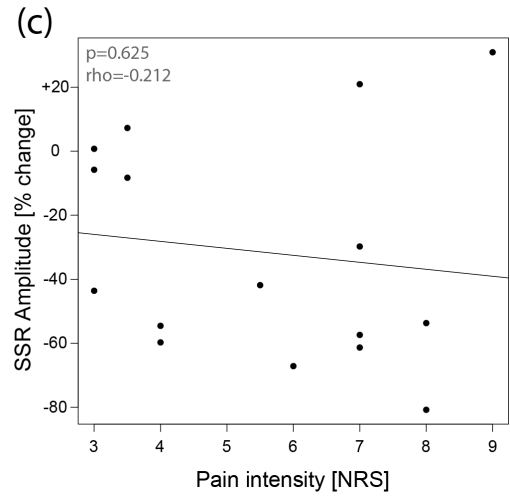 (c)
p=0.625
rho=-0.212
SSR Amplitude [% change]
+20
0
-20
-40
-60
-80
3 4 5 6 7 8 9
Pain intensity [NRS]